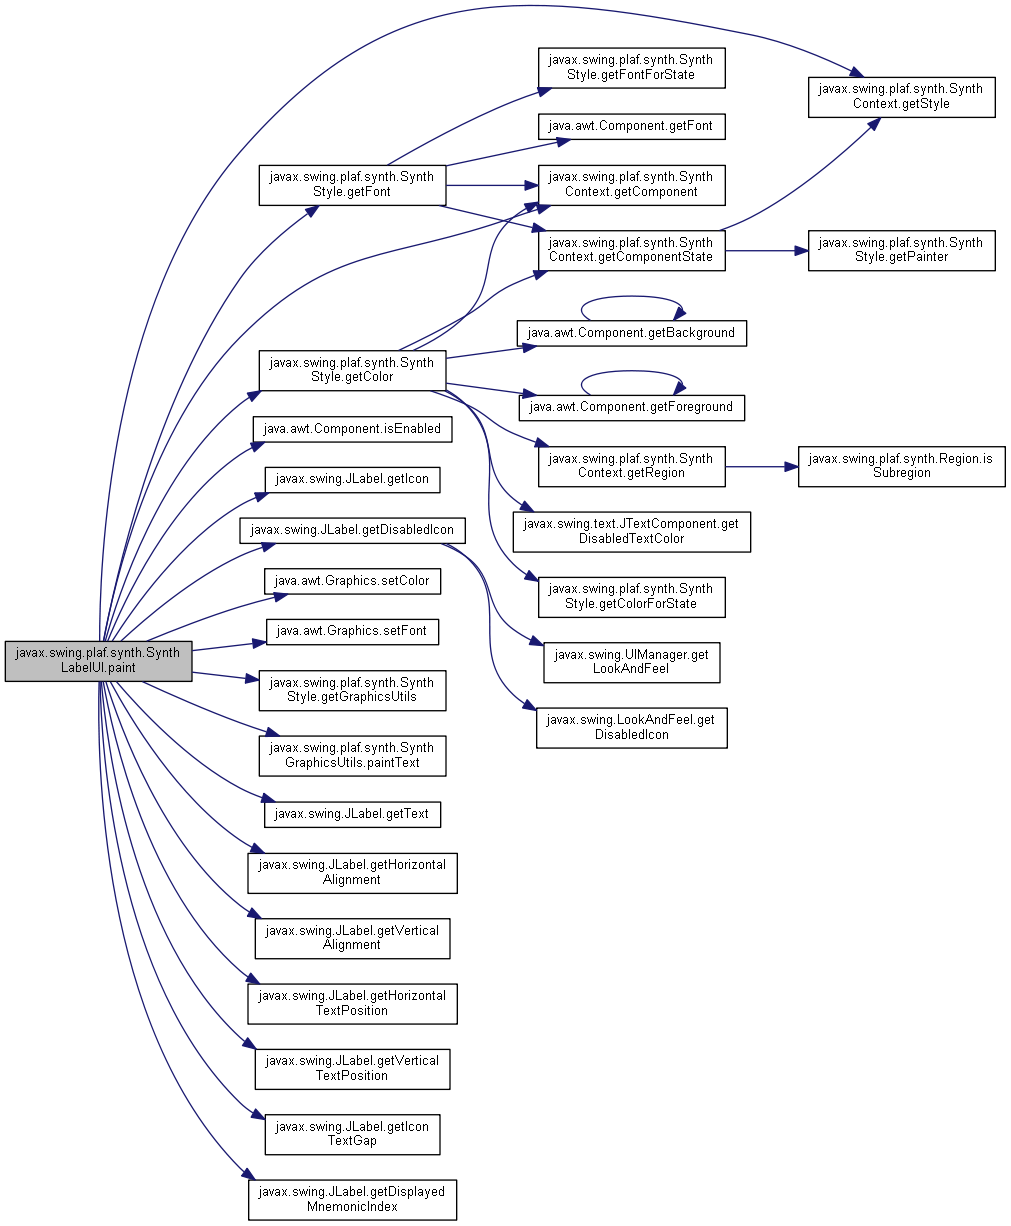 javax.swing.plaf.synth.Synth
LabelUI.paint
javax.swing.plaf.synth.Synth
Style.getFont
javax.swing.plaf.synth.Synth
Style.getColor
java.awt.Component.isEnabled
javax.swing.JLabel.getIcon
javax.swing.JLabel.getDisabledIcon
java.awt.Graphics.setColor
java.awt.Graphics.setFont
javax.swing.plaf.synth.Synth
Style.getGraphicsUtils
javax.swing.plaf.synth.Synth
GraphicsUtils.paintText
javax.swing.JLabel.getText
javax.swing.JLabel.getHorizontal
Alignment
javax.swing.JLabel.getVertical
Alignment
javax.swing.JLabel.getHorizontal
TextPosition
javax.swing.JLabel.getVertical
TextPosition
javax.swing.JLabel.getIcon
TextGap
javax.swing.JLabel.getDisplayed
MnemonicIndex
javax.swing.plaf.synth.Synth
Style.getFontForState
java.awt.Component.getFont
javax.swing.plaf.synth.Synth
Context.getComponent
javax.swing.plaf.synth.Synth
Context.getComponentState
java.awt.Component.getBackground
java.awt.Component.getForeground
javax.swing.plaf.synth.Synth
Context.getRegion
javax.swing.text.JTextComponent.get
DisabledTextColor
javax.swing.plaf.synth.Synth
Style.getColorForState
javax.swing.UIManager.get
LookAndFeel
javax.swing.LookAndFeel.get
DisabledIcon
javax.swing.plaf.synth.Synth
Context.getStyle
javax.swing.plaf.synth.Synth
Style.getPainter
javax.swing.plaf.synth.Region.is
Subregion